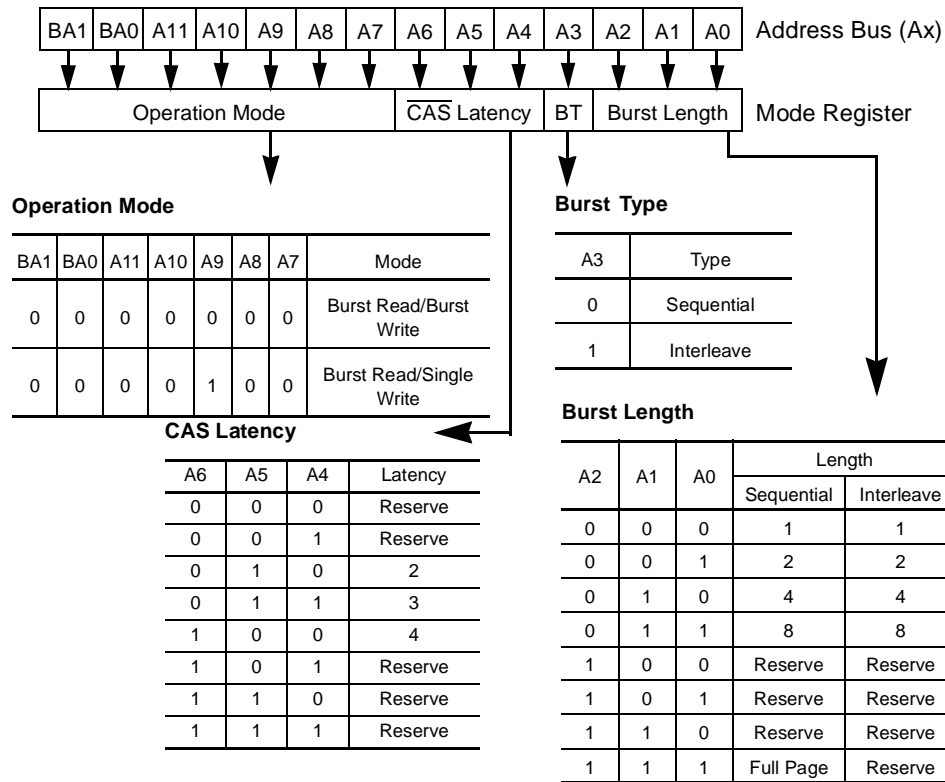 BA1 BA0 A11 A10 A9 A8 A7 A6 A5 A4 A3 A2 A1 A0 Address Bus (Ax)
Operation Mode CAS Latency BT Burst Length Mode Register
Operation Mode
BA1 BA0 A11 A10 A9 A8 A7 Mode
0 0 0 0 0 0 0 Burst Read/Burst
Write
0 0 0 0 1 0 0 Burst Read/Single
Write
Burst Type
A3 Type
0 Sequential
1 Interleave
CAS Latency
A6 A5 A4 Latency
0 0 0 Reserve
0 0 1 Reserve
0 1 0 2
0 1 1 3
1 0 0 4
1 0 1 Reserve
1 1 0 Reserve
1 1 1 Reserve
Burst Length
A2 A1 A0 Length
Sequential Interleave
0 0 0 1 1
0 0 1 2 2
0 1 0 4 4
0 1 1 8 8
1 0 0 Reserve Reserve
1 0 1 Reserve Reserve
1 1 0 Reserve Reserve
1 1 1 Full Page Reserve